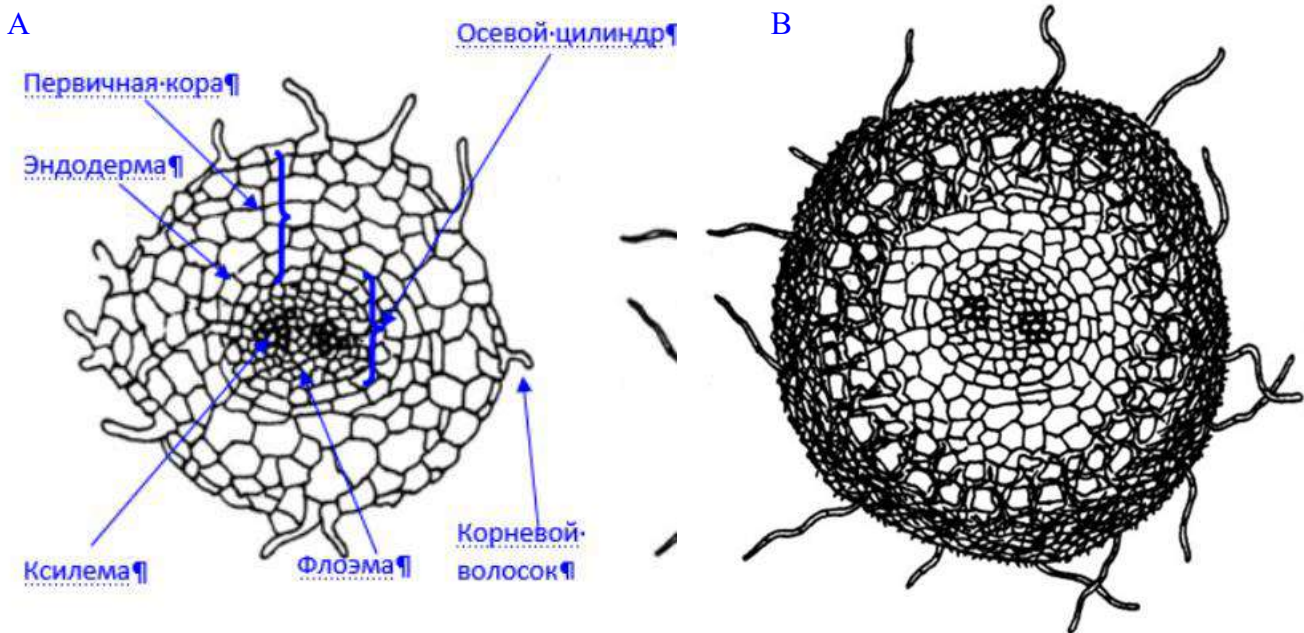 А
В
Осевой·цилиндр¶
Первичная·кора¶
Эндодерма¶
Ксилема¶
Флоэма¶
Корневой·
волосок¶